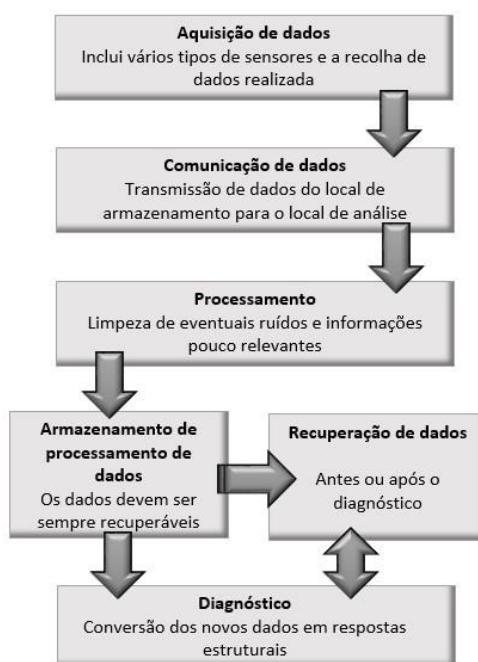 Aquisição de dados
Inclui vários tipos de sensores e a recolha de
dados realizada
Comunicação de dados
Transmissão de dados do local de
armazenamento para o local de análise
Processamento
Limpeza de eventuais ruídos e informações
pouco relevantes
Armazenamento de
processamento de
dados
Os dados devem ser
sempre recuperáveis
Recuperação de dados
Antes ou após o
diagnóstico
Diagnóstico
Conversão dos novos dados em respostas
estruturais